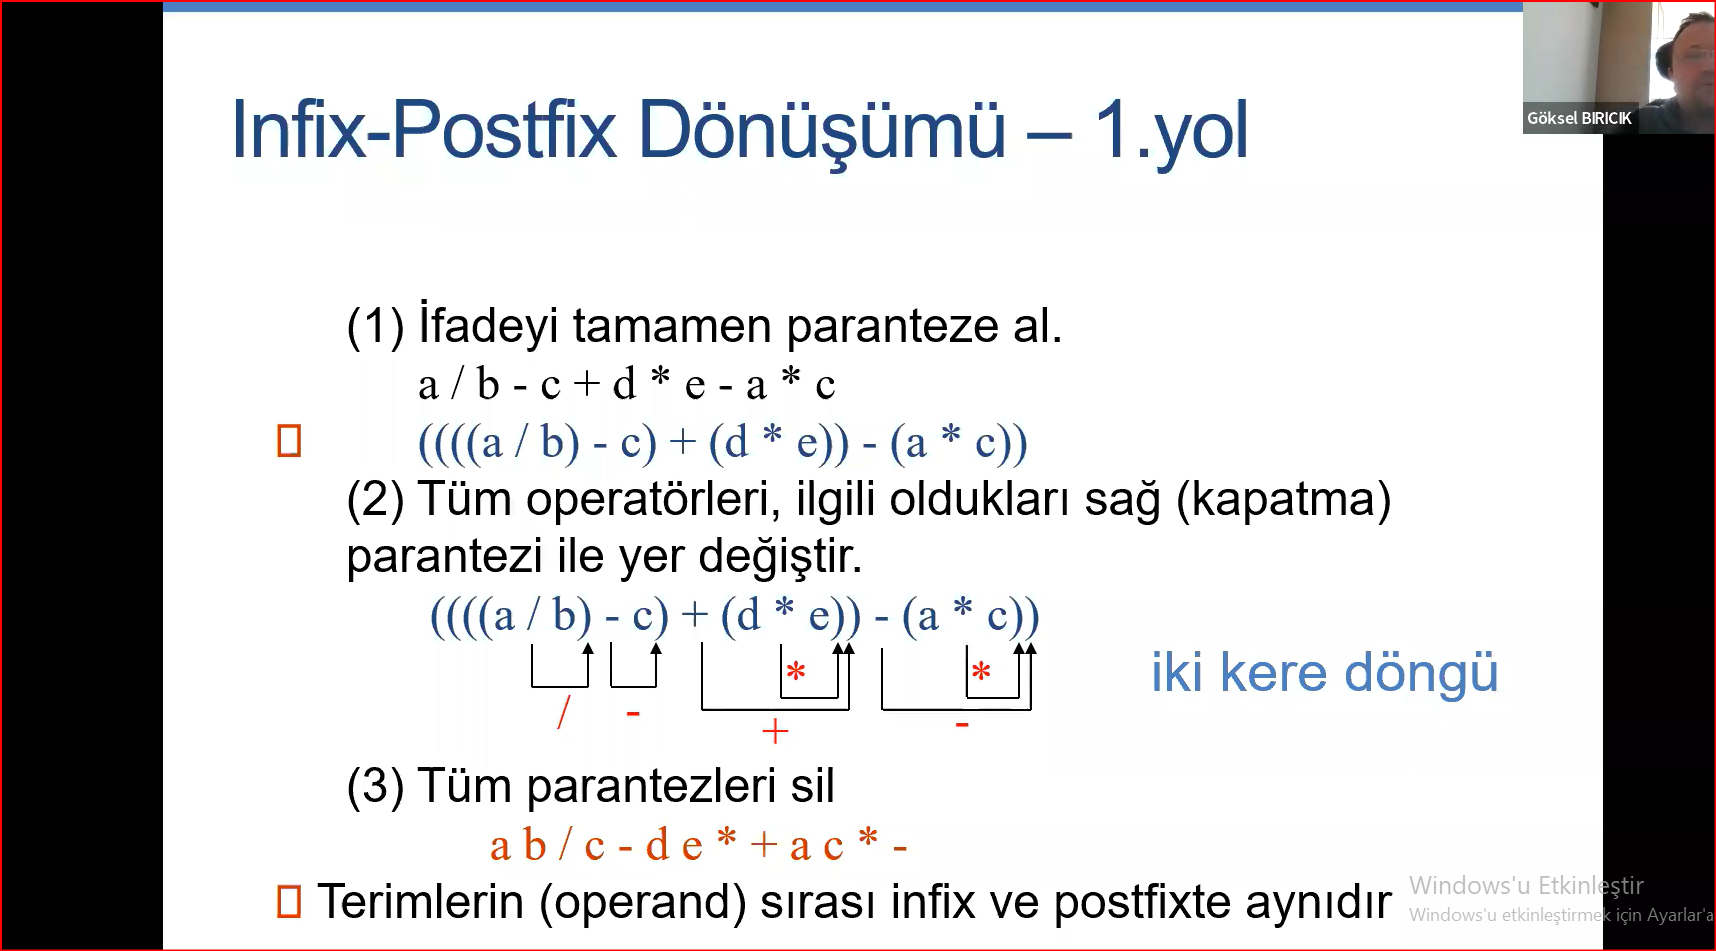 Göksel BIRICIK
Infix-Postfix Dönüşümü – 1.yol
(1) İfadeyi tamamen paranteze al.
a / b - c + d * e - a * c
((((a / b) - c) + (d * e)) - (a * c))
(2) Tüm operatörleri, ilgili oldukları sağ (kapatma)
parantezi ile yer değiştir.
((((a / b) - c) + (d * e)) - (a * c))
* *
/ - + -
iki kere döngü
(3) Tüm parantezleri sil
a b / c - d e * + a c * -
Terimlerin (operand) sırası infix ve postfixte aynıdır
Windows'u Etkinleştir
Windows'u etkinleştirmek için Ayarlar'a